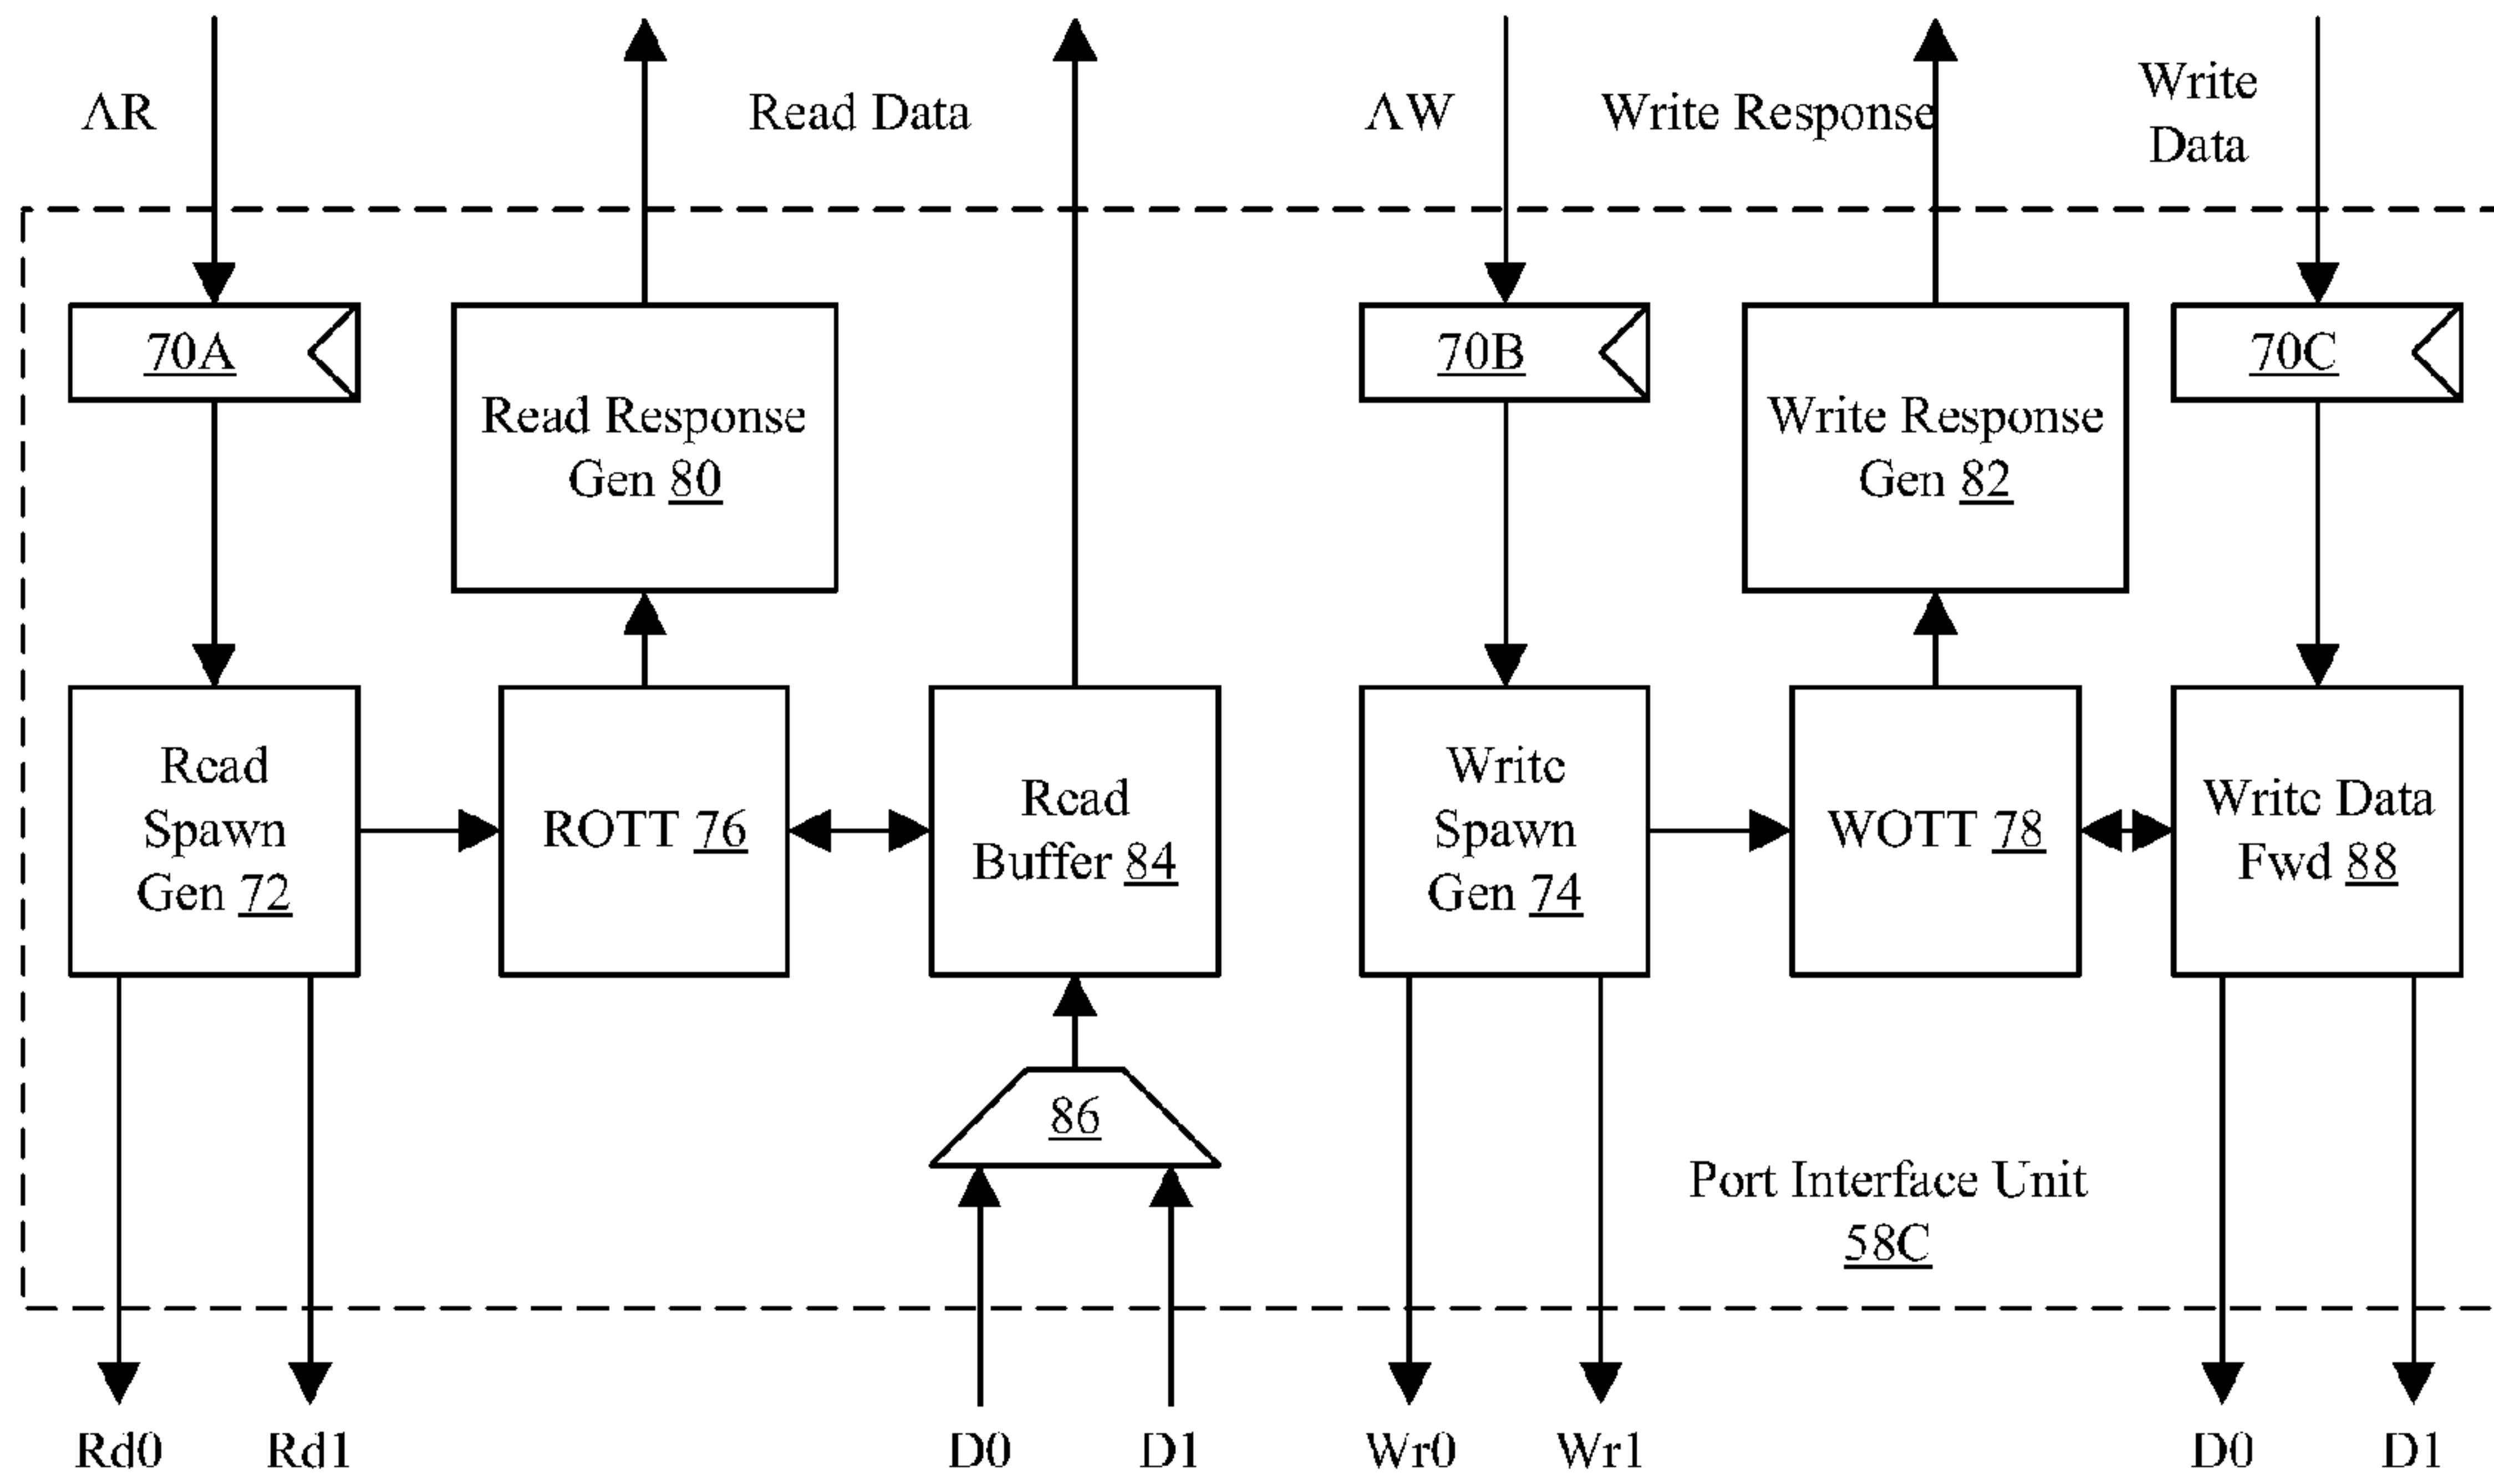 AR
Read Data
AW
Write Response
Write
Data
70A
Read Response
Gen 80
70B
Write Response
Gen 82
70C
Read
Spawn
Gen 72
ROTT 76
Read
Buffer 84
Write
Spawn
Gen 74
WOTT 78
Write Data
Fwd 88
86
Port Interface Unit
58C
Rd0
Rd1
D0
D1
Wr0
Wr1
D0
D1